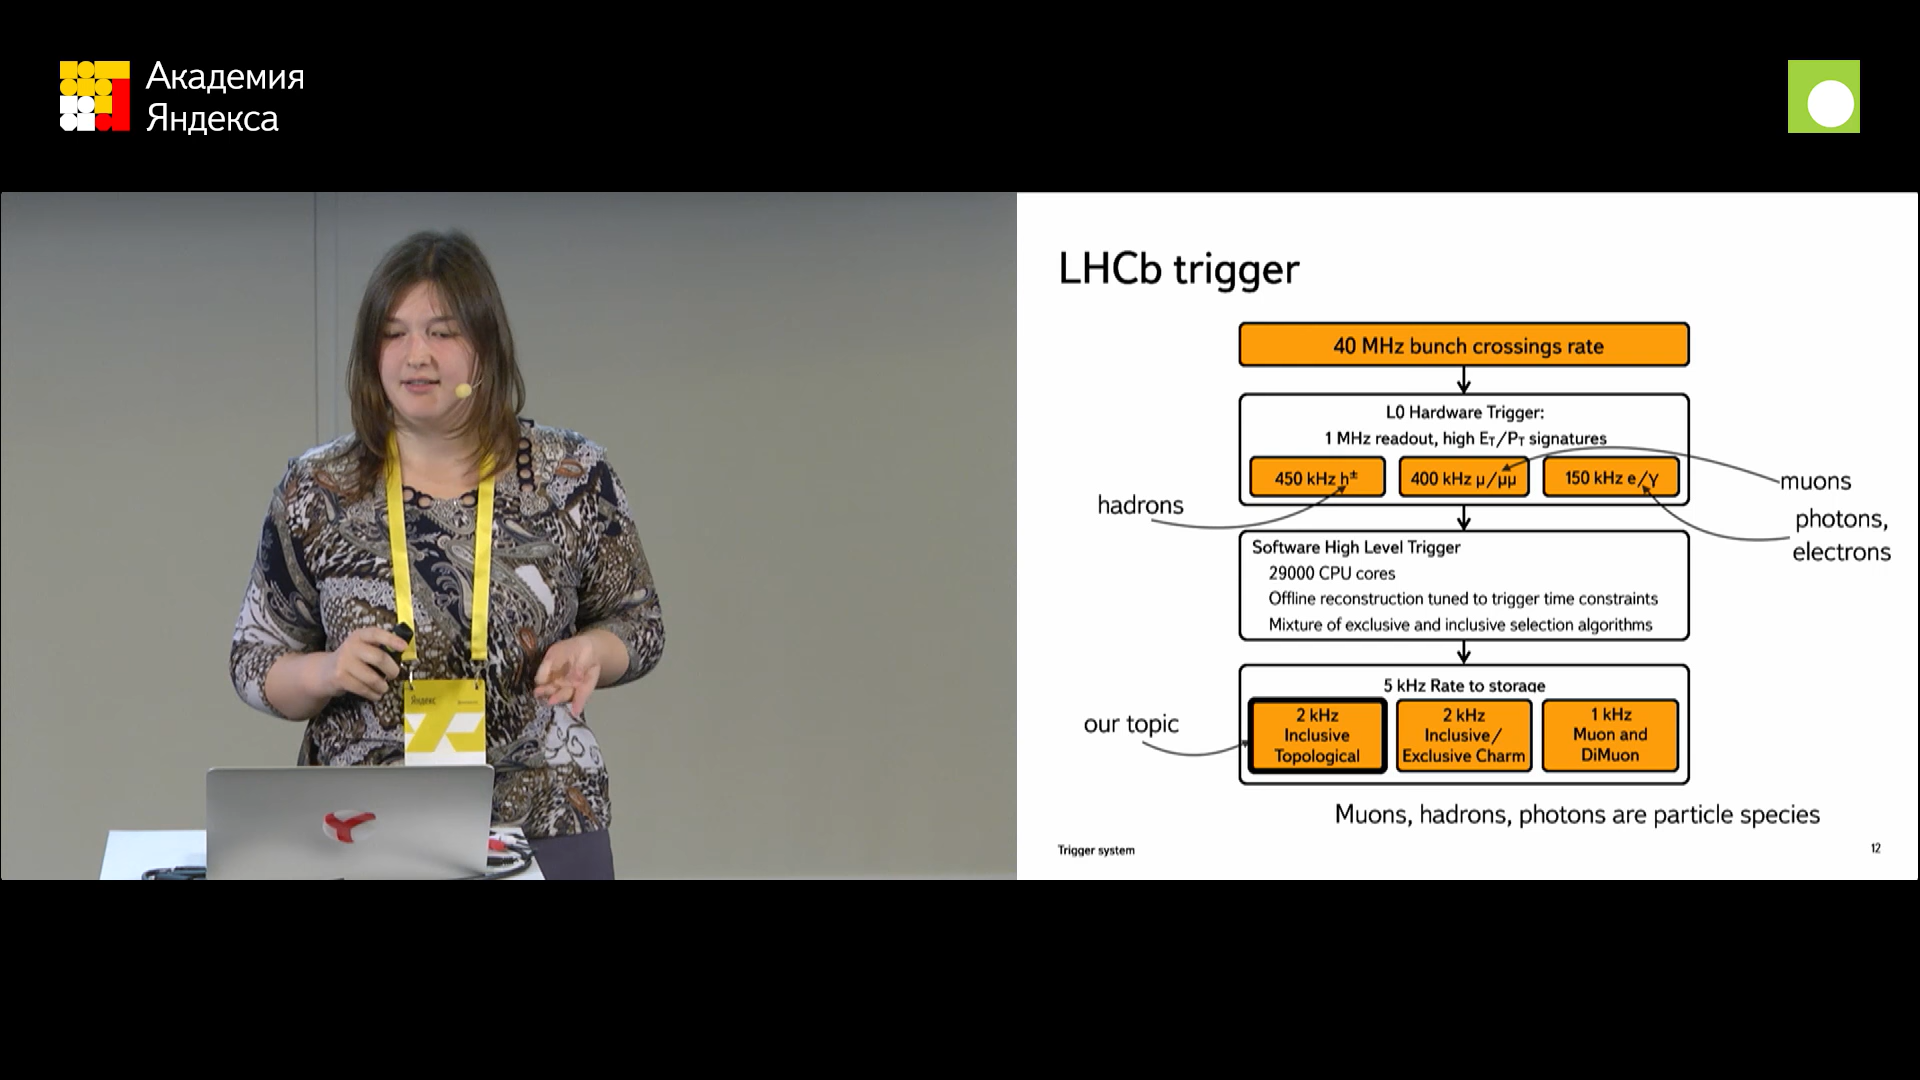 Академия
Яндекса
Яндекс
LHCb trigger
40 MHz bunch crossings rate
L0 Hardware Trigger:
1 MHz readout, high E_T/P_T signatures
450 kHz h±
400 kHz μ/μμ
150 kHz e/γ
hadrons
muons
photons,
electrons
Software High Level Trigger
29000 CPU cores
Offline reconstruction tuned to trigger time constraints
Mixture of exclusive and inclusive selection algorithms
5 kHz Rate to storage
our topic
2 kHz
Inclusive
Topological
2 kHz
Inclusive/
Exclusive Charm
1 kHz
Muon and
DiMuon
Muons, hadrons, photons are particle species
Trigger system
12